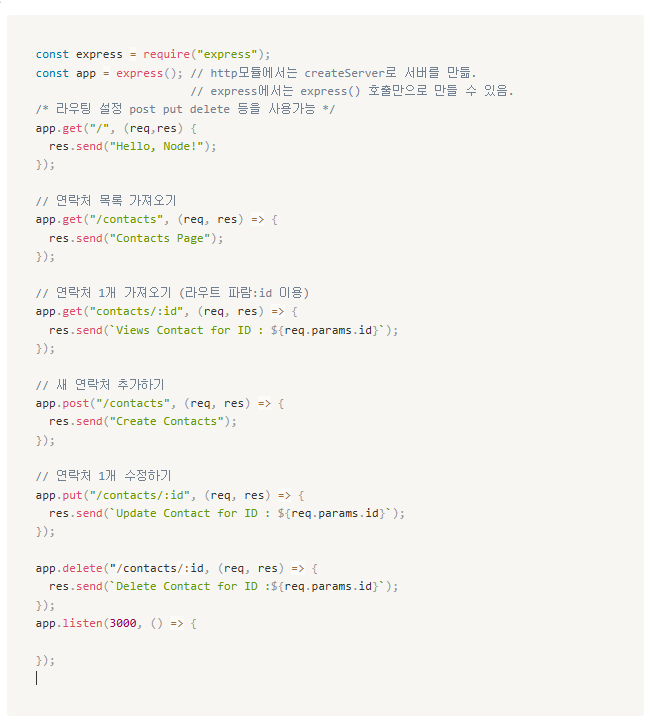 const express = require("express");
const app = express(); // http모듈에서는 createServer로 서버를 만듦.
// express에서는 express() 호출만으로 만들 수 있음.
/* 라우팅 설정 post put delete 등을 사용가능 */
app.get("/", (req,res) {
res.send("Hello, Node!");
});
// 연락처 목록 가져오기
app.get("/contacts", (req, res) => {
res.send("Contacts Page");
});
// 연락처 1개 가져오기 (라우트 파람:id 이용)
app.get("contacts/:id", (req, res) => {
res.send(`Views Contact for ID : ${req.params.id}`);
});
// 새 연락처 추가하기
app.post("/contacts", (req, res) => {
res.send("Create Contacts");
});
// 연락처 1개 수정하기
app.put("/contacts/:id", (req, res) => {
res.send(`Update Contact for ID : ${req.params.id}`);
});
app.delete("/contacts/:id, (req, res) => {
res.send(`Delete Contact for ID :${req.params.id}`);
});
app.listen(3000, () => {
});